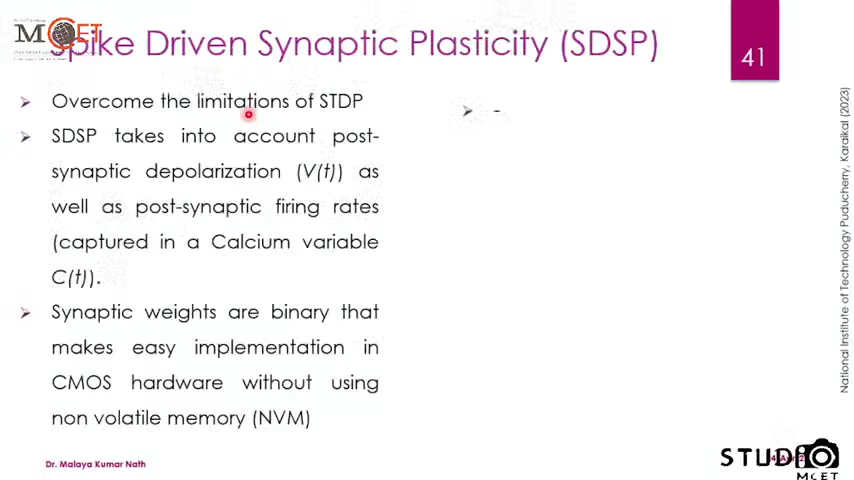 MCET
Spike Driven Synaptic Plasticity (SDSP)
41
Overcome the limitations of STDP
SDSP takes into account post-
synaptic depolarization (V(t)) as
well as post-synaptic firing rates
(captured in a Calcium variable
C(t)).
Synaptic weights are binary that
makes easy implementation in
CMOS hardware without using
non volatile memory (NVM)
-
National Institute of Technology Puducherry, Karaikal (2023)
Dr. Malaya Kumar Nath
STUDIO
MCET